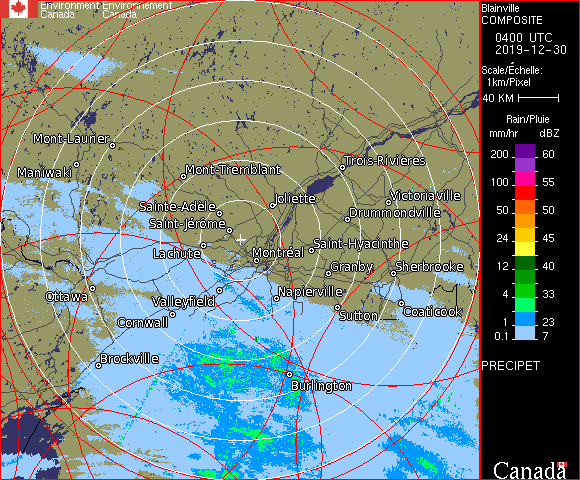 Environment Environnement
Canada Canada
Blainville
COMPOSITE
0400 UTC
2019-12-30
Scale/Échelle:
1km/Pixel
40 KM
Rain/Pluie
mm/hr dBZ
200 60
100 55
50 50
24 45
12 40
4 33
1 23
0.1 7
PRECIPET
Canada
Mont-Laurier
Maniwaki
Mont-Tremblant
Trois-Rivières
Sainte-Adèle
Joliette
Victoriaville
Saint-Jérôme
Drummondville
Lachute
Montréal
Saint-Hyacinthe
Granby
Sherbrooke
Ottawa
Valleyfield
Napierville
Cornwall
Sutton
Coaticook
Brockville
Burlington